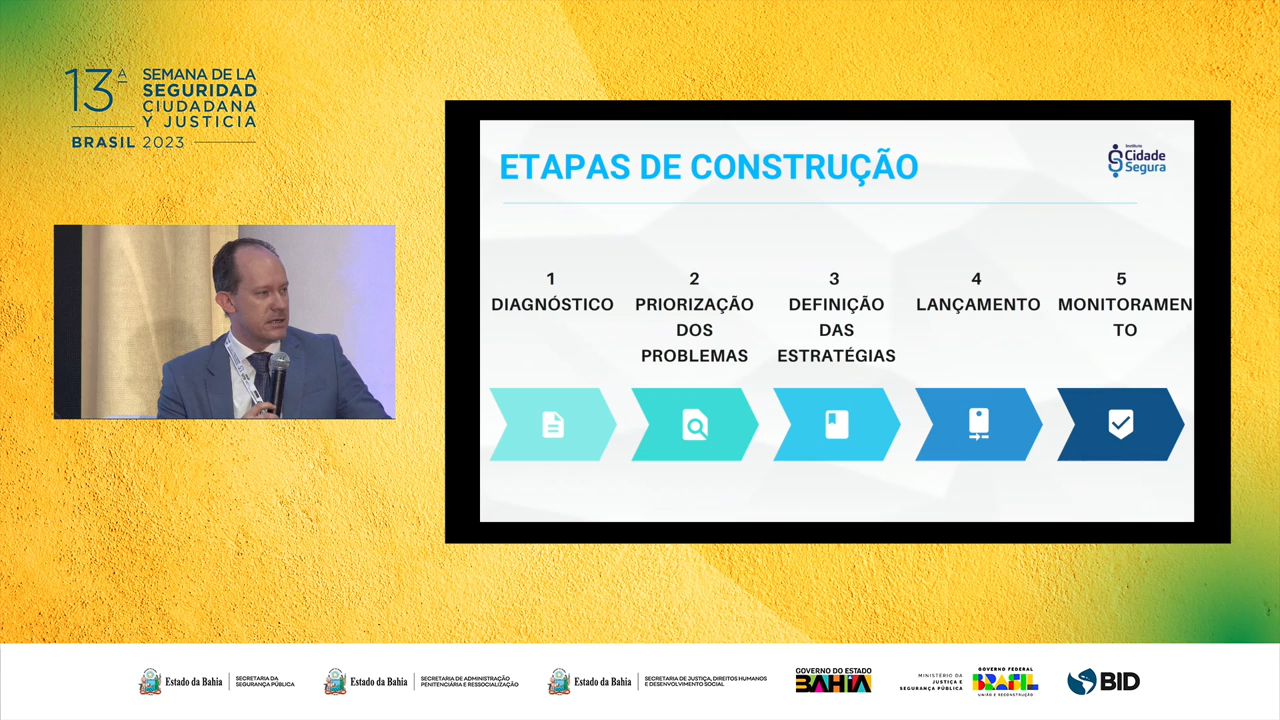 13ª
SEMANA DE LA
SEGURIDAD
CIUDADANA
Y JUSTICIA
BRASIL 2023
ETAPAS DE CONSTRUÇÃO
Instituto
Cidade
Segura
1
DIAGNÓSTICO
2
PRIORIZAÇÃO
DOS
PROBLEMAS
3
DEFINIÇÃO
DAS
ESTRATÉGIAS
4
LANÇAMENTO
5
MONITORAMEN
TO
Estado da Bahia
SECRETARIA DA
SEGURANÇA PÚBLICA
Estado da Bahia
SECRETARIA DE ADMINISTRAÇÃO
PENITENCIÁRIA E RESSOCIALIZAÇÃO
Estado da Bahia
SECRETARIA DE JUSTIÇA, DIREITOS HUMANOS
E DESENVOLVIMENTO SOCIAL
GOVERNO DO ESTADO
BAHIA
MINISTÉRIO DA
JUSTIÇA E
SEGURANÇA PÚBLICA
GOVERNO FEDERAL
BRASIL
UNIÃO E RECONSTRUÇÃO
BID